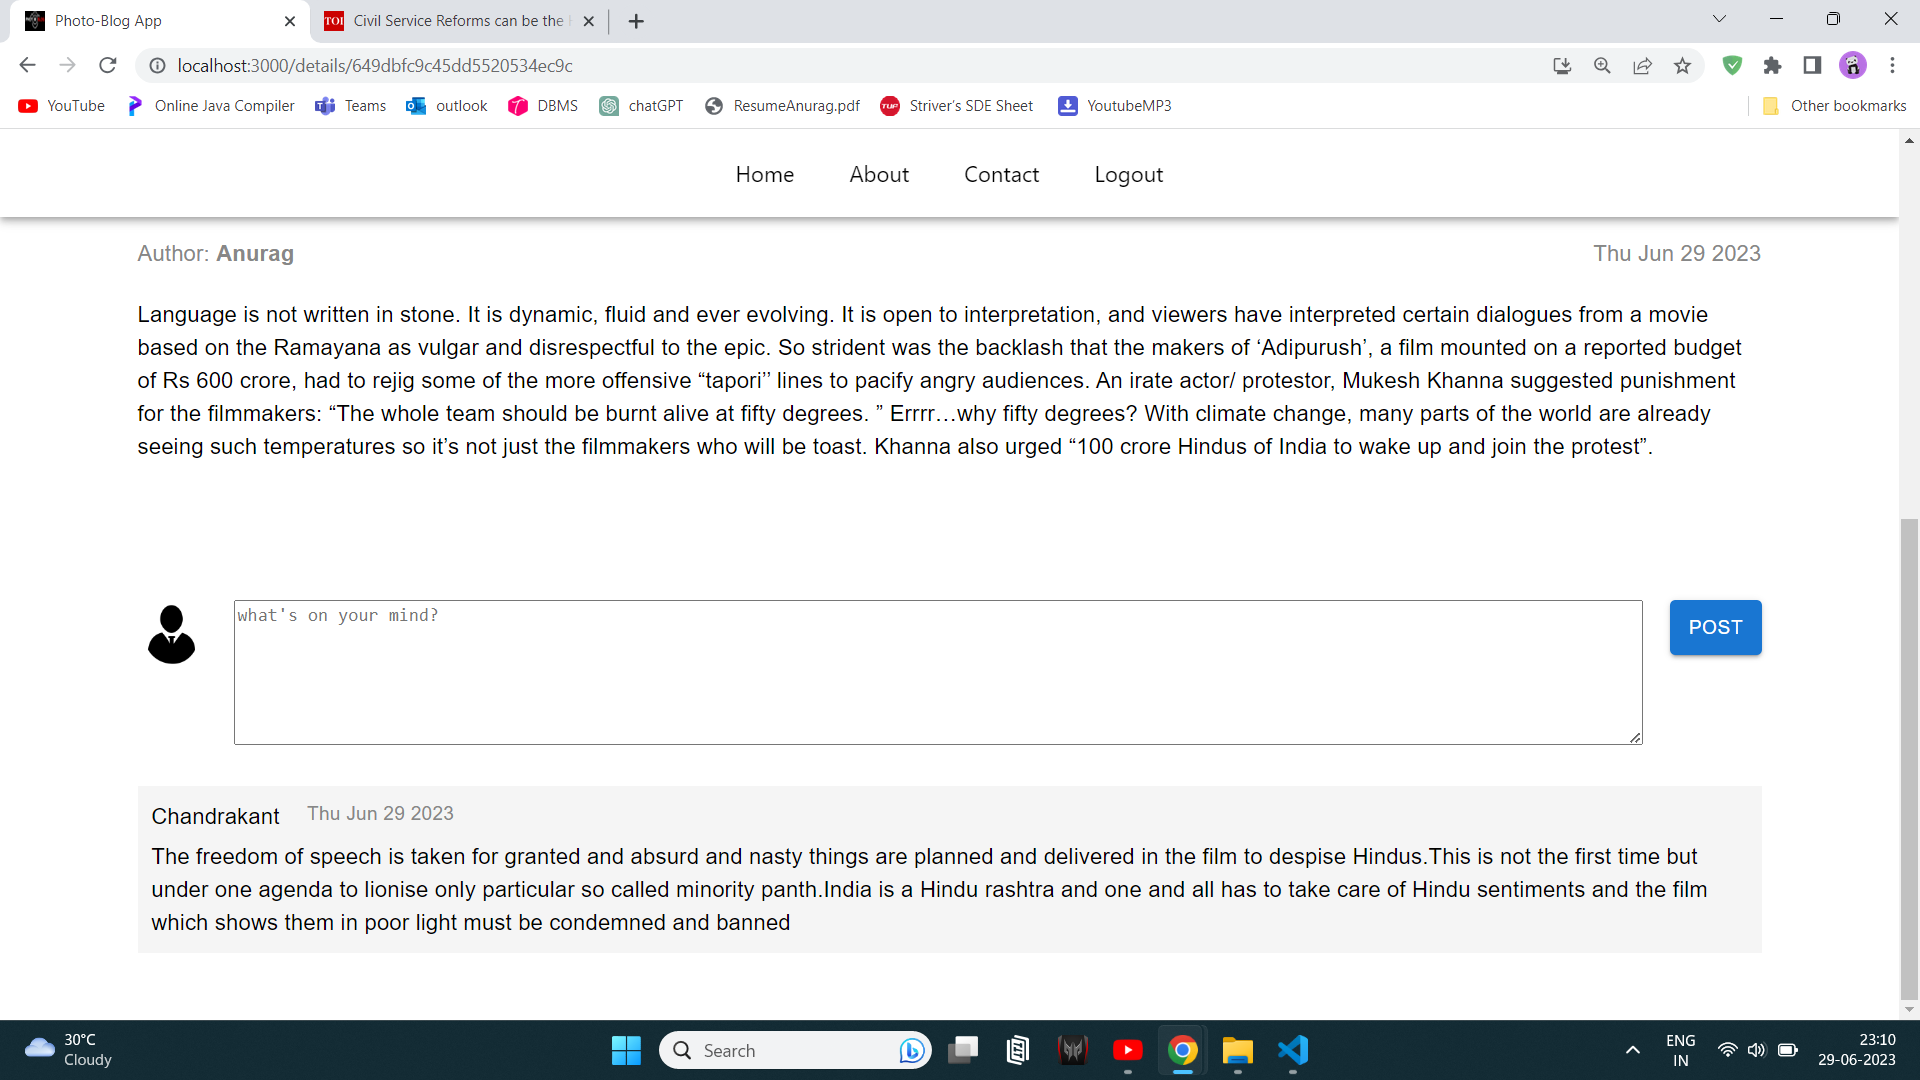 Photo-Blog App
TOI Civil Service Reforms can be the
localhost:3000/details/649dbfc9c45dd5520534ec9c
YouTube Online Java Compiler Teams outlook DBMS chatGPT ResumeAnurag.pdf TUF Striver's SDE Sheet YoutubeMP3 Other bookmarks
Home About Contact Logout
Author: Anurag Thu Jun 29 2023
Language is not written in stone. It is dynamic, fluid and ever evolving. It is open to interpretation, and viewers have interpreted certain dialogues from a movie
based on the Ramayana as vulgar and disrespectful to the epic. So strident was the backlash that the makers of ‘Adipurush’, a film mounted on a reported budget
of Rs 600 crore, had to rejig some of the more offensive “tapori’’ lines to pacify angry audiences. An irate actor/ protestor, Mukesh Khanna suggested punishment
for the filmmakers: “The whole team should be burnt alive at fifty degrees. ” Errrr…why fifty degrees? With climate change, many parts of the world are already
seeing such temperatures so it’s not just the filmmakers who will be toast. Khanna also urged “100 crore Hindus of India to wake up and join the protest”.
what's on your mind?
POST
Chandrakant Thu Jun 29 2023
The freedom of speech is taken for granted and absurd and nasty things are planned and delivered in the film to despise Hindus.This is not the first time but
under one agenda to lionise only particular so called minority panth.India is a Hindu rashtra and one and all has to take care of Hindu sentiments and the film
which shows them in poor light must be condemned and banned
30°C
Cloudy
Search
ENG
IN
23:10
29-06-2023